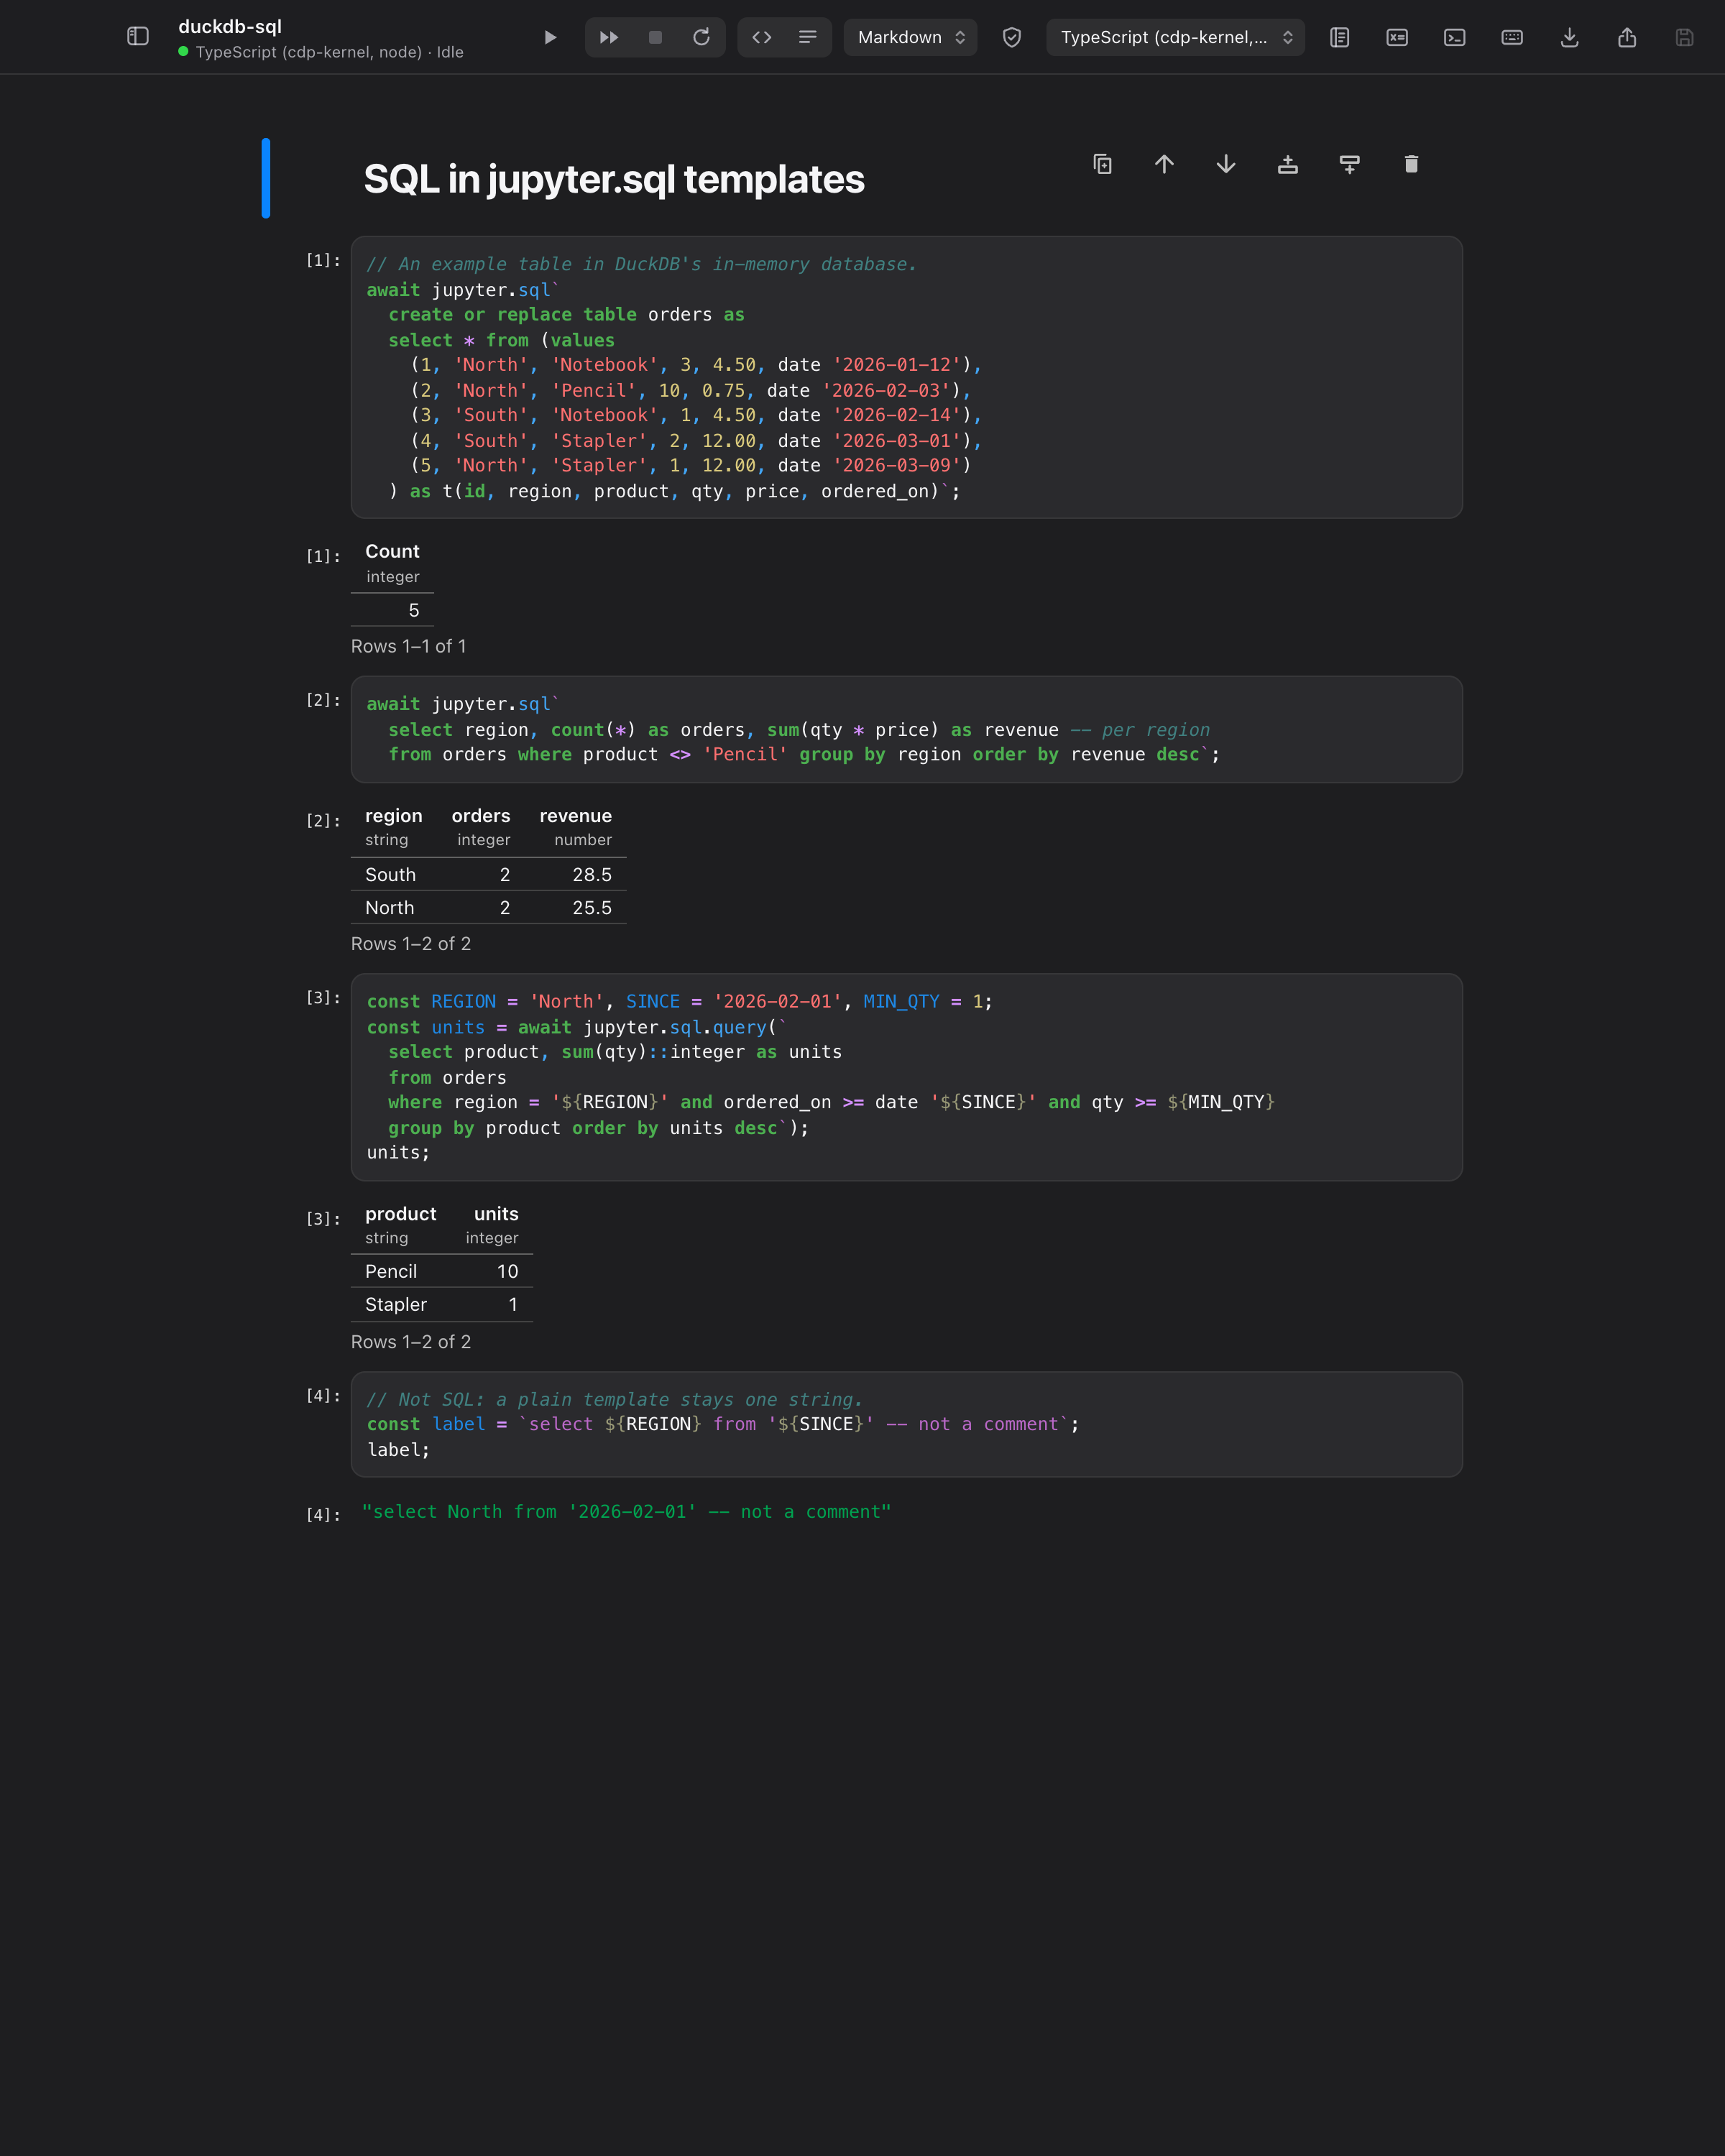 duckdb-sql
TypeScript (cdp-kernel, node) · Idle
Markdown
TypeScript (cdp-kernel,...
SQL in jupyter.sql templates
[1]:
// An example table in DuckDB's in-memory database.
await jupyter.sql`
  create or replace table orders as
  select * from (values
    (1, 'North', 'Notebook', 3, 4.50, date '2026-01-12'),
    (2, 'North', 'Pencil', 10, 0.75, date '2026-02-03'),
    (3, 'South', 'Notebook', 1, 4.50, date '2026-02-14'),
    (4, 'South', 'Stapler', 2, 12.00, date '2026-03-01'),
    (5, 'North', 'Stapler', 1, 12.00, date '2026-03-09')
  ) as t(id, region, product, qty, price, ordered_on)`;
[1]:
Count
integer
5
Rows 1–1 of 1
[2]:
await jupyter.sql`
  select region, count(*) as orders, sum(qty * price) as revenue -- per region
  from orders where product <> 'Pencil' group by region order by revenue desc`;
[2]:
region orders revenue
string integer number
South 2 28.5
North 2 25.5
Rows 1–2 of 2
[3]:
const REGION = 'North', SINCE = '2026-02-01', MIN_QTY = 1;
const units = await jupyter.sql.query(`
  select product, sum(qty)::integer as units
  from orders
  where region = '${REGION}' and ordered_on >= date '${SINCE}' and qty >= ${MIN_QTY}
  group by product order by units desc`);
units;
[3]:
product units
string integer
Pencil 10
Stapler 1
Rows 1–2 of 2
[4]:
// Not SQL: a plain template stays one string.
const label = `select ${REGION} from '${SINCE}' -- not a comment`;
label;
[4]:
"select North from '2026-02-01' -- not a comment"